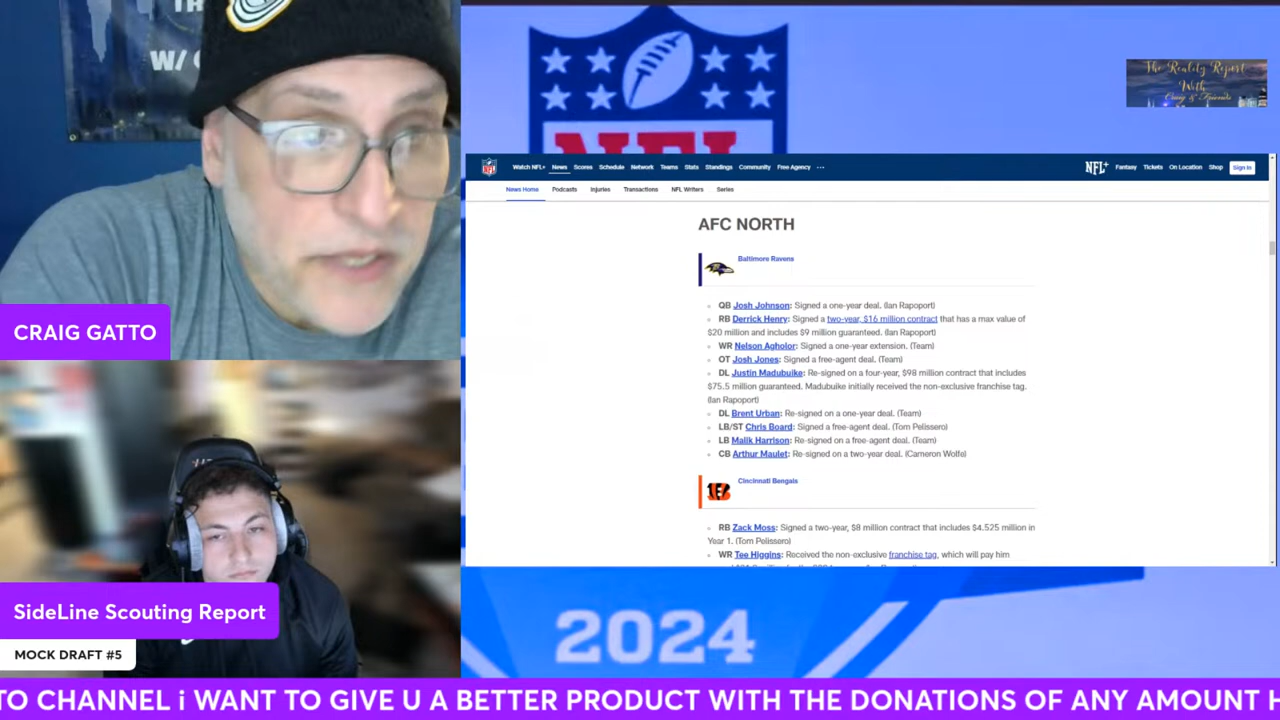 TH
W/
CRAIG GATTO
SideLine Scouting Report
MOCK DRAFT #5
NFL
The Reality Report
With
Craig & Friends
Watch NFL+ News Scores Schedule Network Teams Stats Standings Community Free Agency ...
NFL+ Fantasy Tickets On Location Shop Sign In
News Home Podcasts Injuries Transactions NFL Writers Series
AFC NORTH
Baltimore Ravens
QB Josh Johnson: Signed a one-year deal. (Ian Rapoport)
RB Derrick Henry: Signed a two-year, $16 million contract that has a max value of
$20 million and includes $9 million guaranteed. (Ian Rapoport)
WR Nelson Agholor: Signed a one-year extension. (Team)
OT Josh Jones: Signed a free-agent deal. (Team)
DL Justin Madubuike: Re-signed on a four-year, $98 million contract that includes
$75.5 million guaranteed. Madubuike initially received the non-exclusive franchise tag.
(Ian Rapoport)
DL Brent Urban: Re-signed on a one-year deal. (Team)
LB/ST Chris Board: Signed a free-agent deal. (Tom Pelissero)
LB Malik Harrison: Re-signed on a free-agent deal. (Team)
CB Arthur Maulet: Re-signed on a two-year deal. (Cameron Wolfe)
Cincinnati Bengals
RB Zack Moss: Signed a two-year, $8 million contract that includes $4.525 million in
Year 1. (Tom Pelissero)
WR Tee Higgins: Received the non-exclusive franchise tag, which will pay him
2024
TO CHANNEL i WANT TO GIVE U A BETTER PRODUCT WITH THE DONATIONS OF ANY AMOUNT H